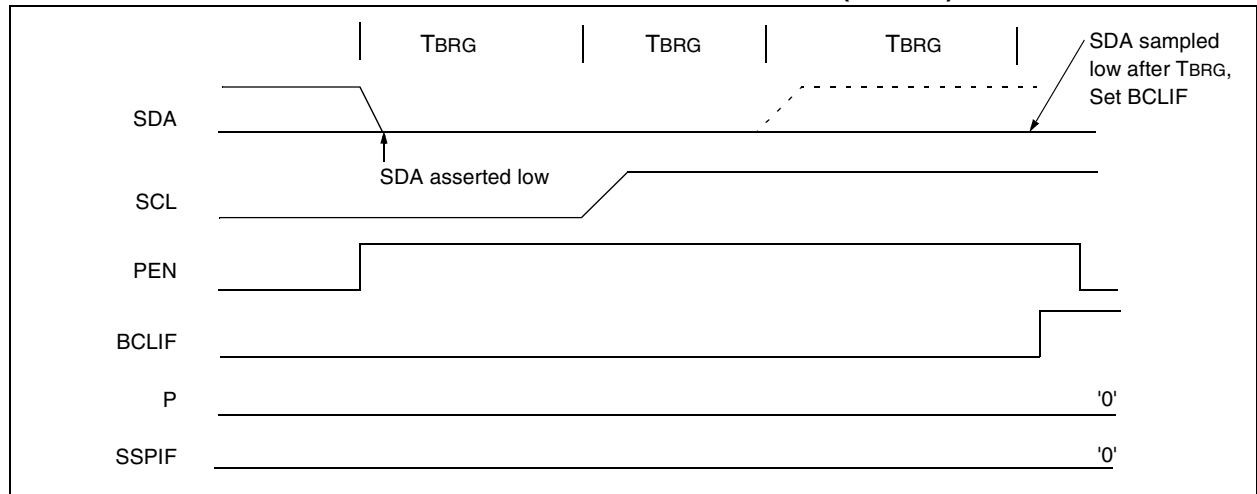 TBRG TBRG TBRG
SDA sampled
low after TBRG,
Set BCLIF
SDA
SDA asserted low
SCL
PEN
BCLIF
P '0'
SSPIF '0'